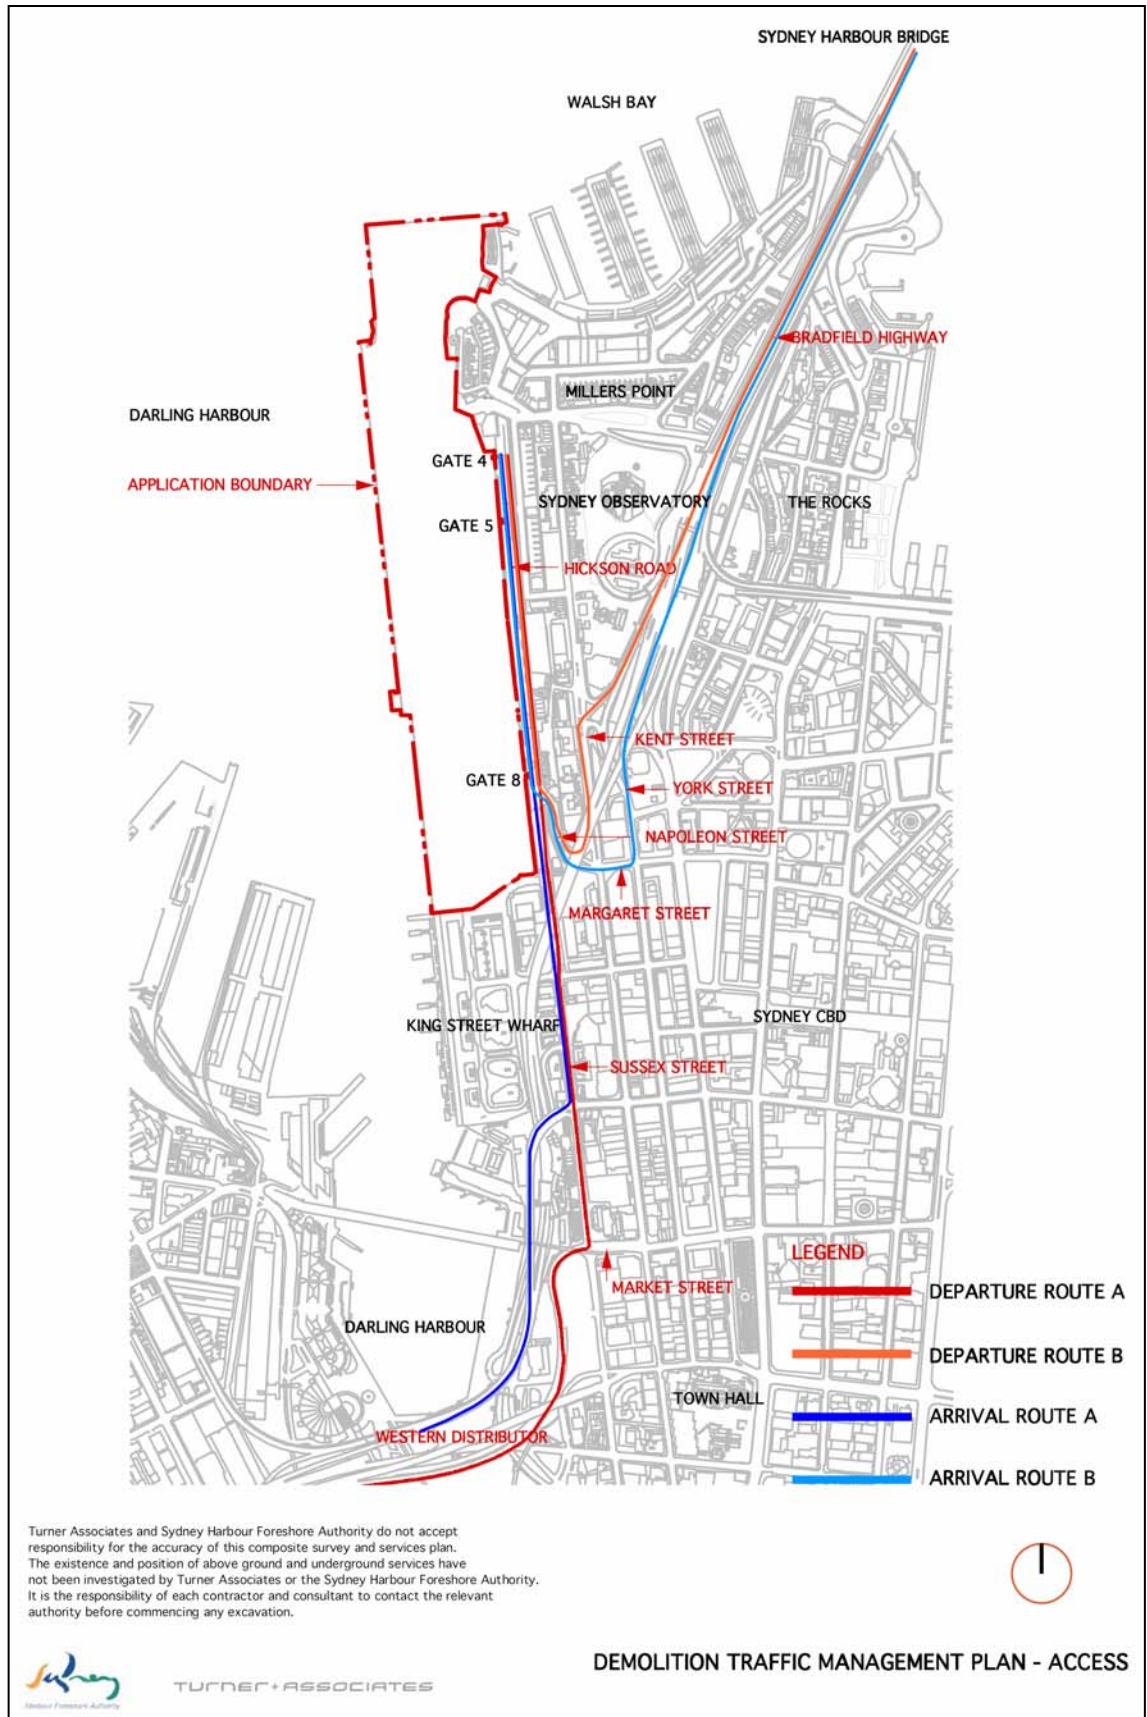 SYDNEY HARBOUR BRIDGE
WALSH BAY
BRADFIELD HIGHWAY
MILLERS POINT
DARLING HARBOUR
GATE 4
APPLICATION BOUNDARY
SYDNEY OBSERVATORY
THE ROCKS
GATE 5
HICKSON ROAD
KENT STREET
GATE 8
YORK STREET
NAPOLEON STREET
MARGARET STREET
KING STREET WHARF
SYDNEY CBD
SUSSEX STREET
LEGEND
MARKET STREET
DEPARTURE ROUTE A
DARLING HARBOUR
DEPARTURE ROUTE B
TOWN HALL
ARRIVAL ROUTE A
WESTERN DISTRIBUTOR
ARRIVAL ROUTE B
Turner Associates and Sydney Harbour Foreshore Authority do not accept
responsibility for the accuracy of this composite survey and services plan.
The existence and position of above ground and underground services have
not been investigated by Turner Associates or the Sydney Harbour Foreshore Authority.
It is the responsibility of each contractor and consultant to contact the relevant
authority before commencing any excavation.
DEMOLITION TRAFFIC MANAGEMENT PLAN - ACCESS
Sydney
Harbour Foreshore Authority
TURNER+ASSOCIATES